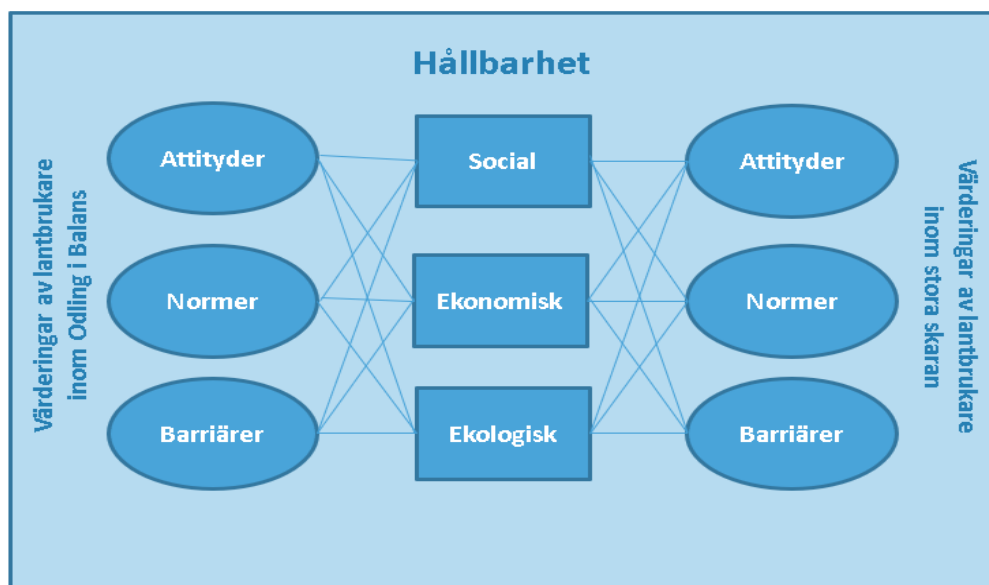 Hållbarhet
Värderingar av lantbrukare
inom Odling i Balans
Attityder
Social
Attityder
Normer
Ekonomisk
Normer
Barriärer
Ekologisk
Barriärer
Värderingar av lantbrukare
inom stora skaran